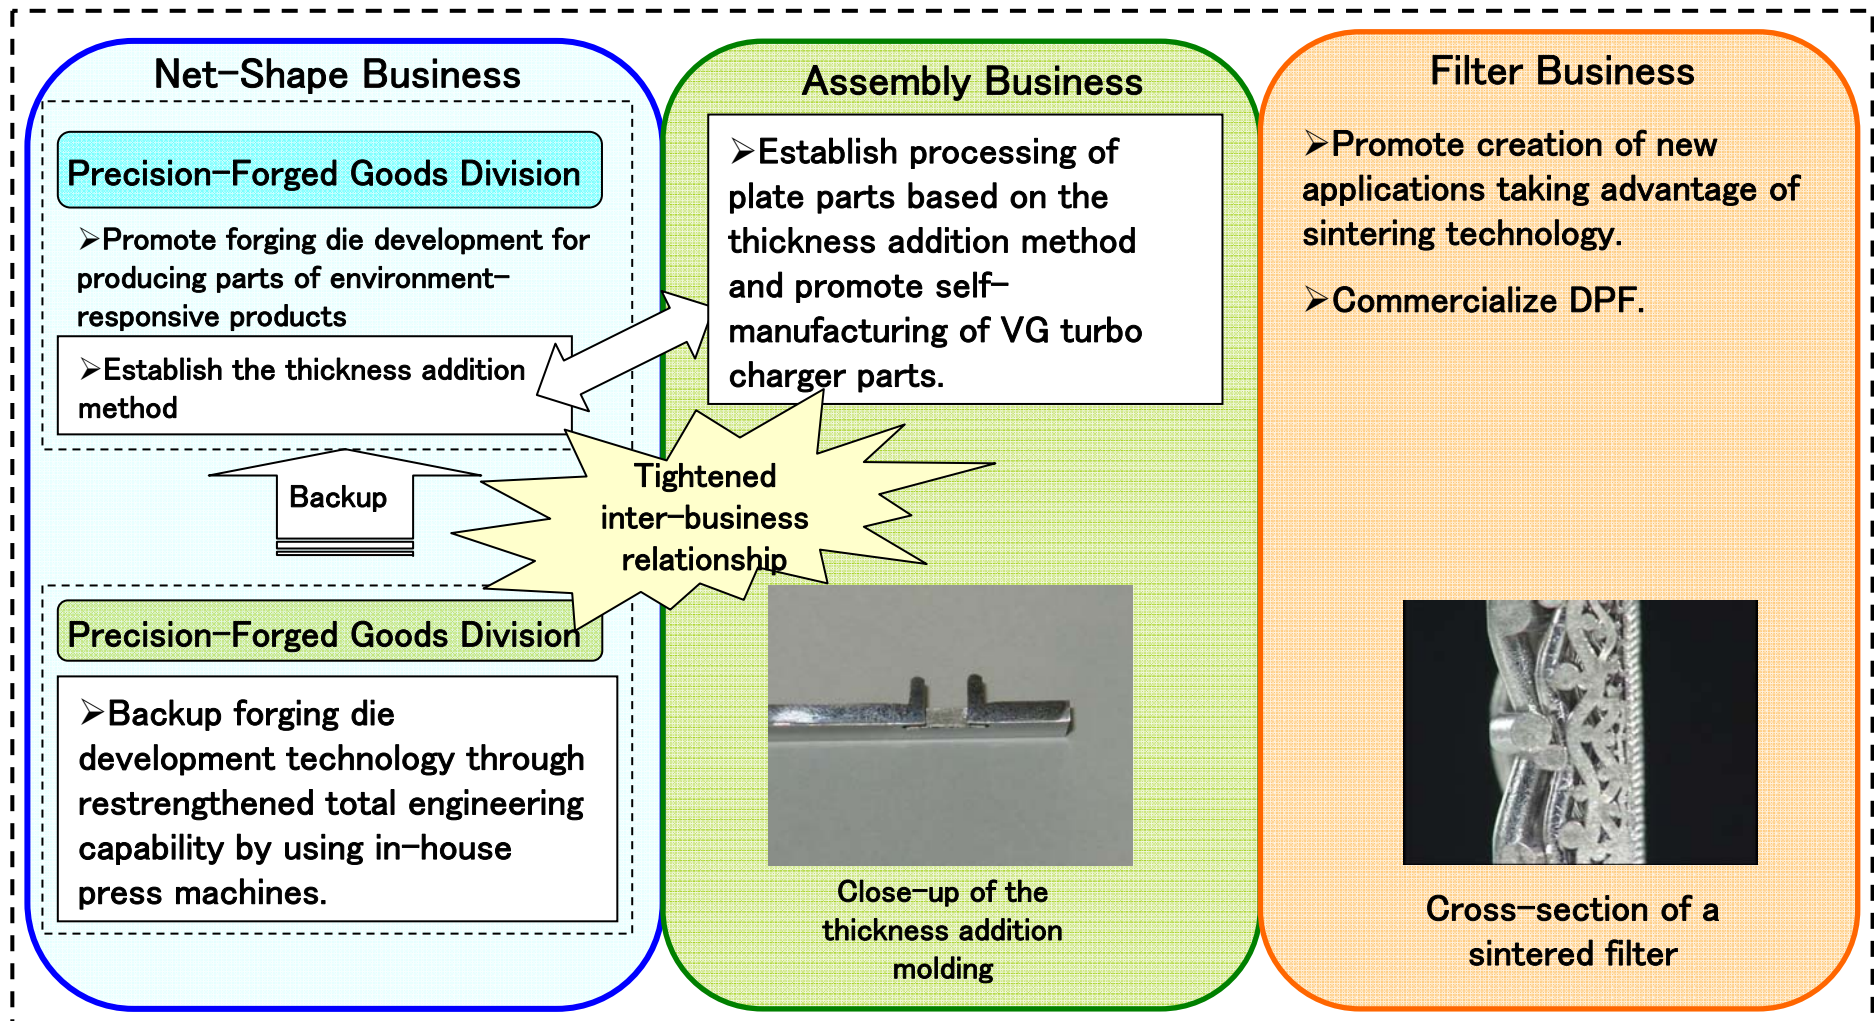 Net-Shape Business
Precision-Forged Goods Division
➢Promote forging die development for
producing parts of environment-
responsive products
➢Establish the thickness addition
method
Backup
Precision-Forged Goods Division
➢Backup forging die
development technology through
restrengthened total engineering
capability by using in-house
press machines.
Tightened
inter-business
relationship
Assembly Business
➢Establish processing of
plate parts based on the
thickness addition method
and promote self-
manufacturing of VG turbo
charger parts.
Close-up of the
thickness addition
molding
Filter Business
➢Promote creation of new
applications taking advantage of
sintering technology.
➢Commercialize DPF.
Cross-section of a
sintered filter